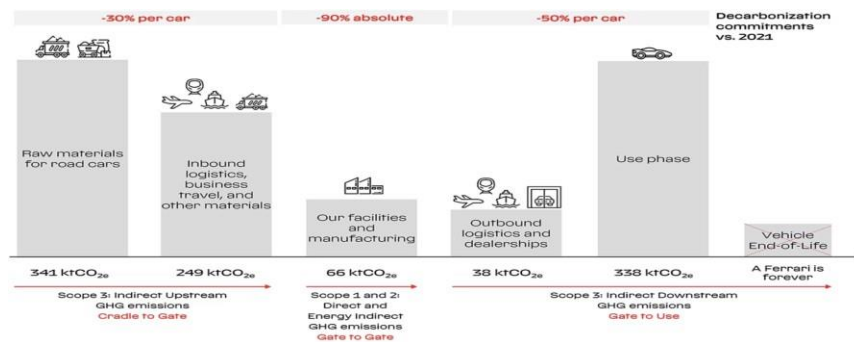 -30% per car
-90% absolute
-50% per car
Decarbonization
commitments
vs. 2021
Raw materials
for road cars
Inbound
logistics,
business
travel, and
other materials
Our facilities
and
manufacturing
Outbound
logistics and
dealerships
Use phase
Vehicle
End-of-Life
341 ktCO₂e
249 ktCO₂e
66 ktCO₂e
38 ktCO₂e
338 ktCO₂e
A Ferrari is
forever
Scope 3: Indirect Upstream
GHG emissions
Cradle to Gate
Scope 1 and 2:
Direct and
Energy Indirect
GHG emissions
Gate to Gate
Scope 3: Indirect Downstream
GHG emissions
Gate to Use